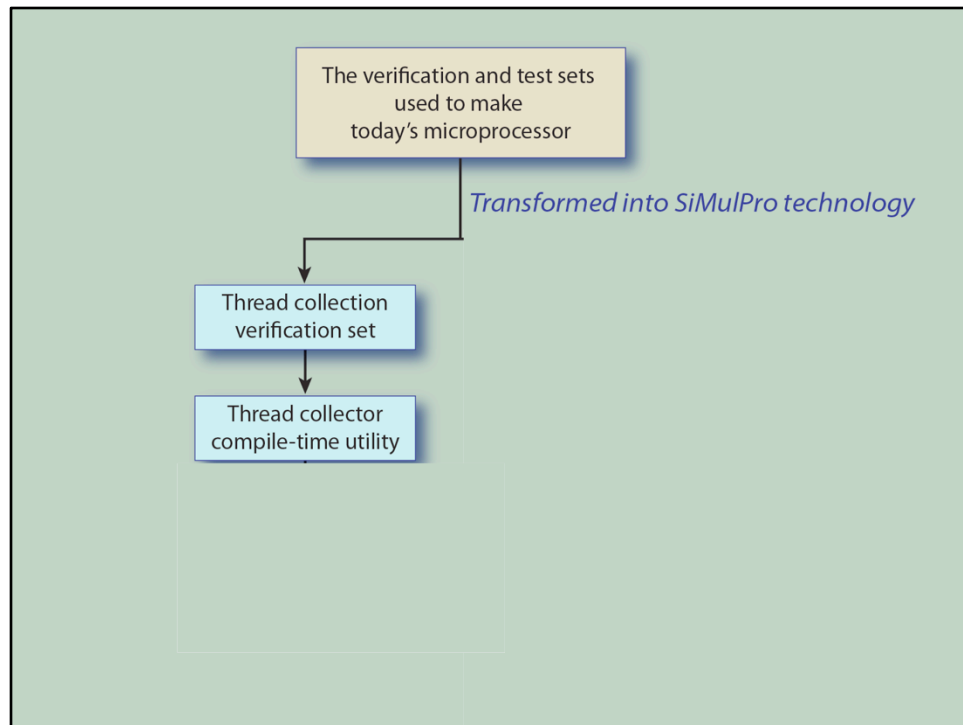 The verification and test sets
used to make
today's microprocessor
Transformed into SiMulPro technology
Thread collection
verification set
Thread collector
compile-time utility